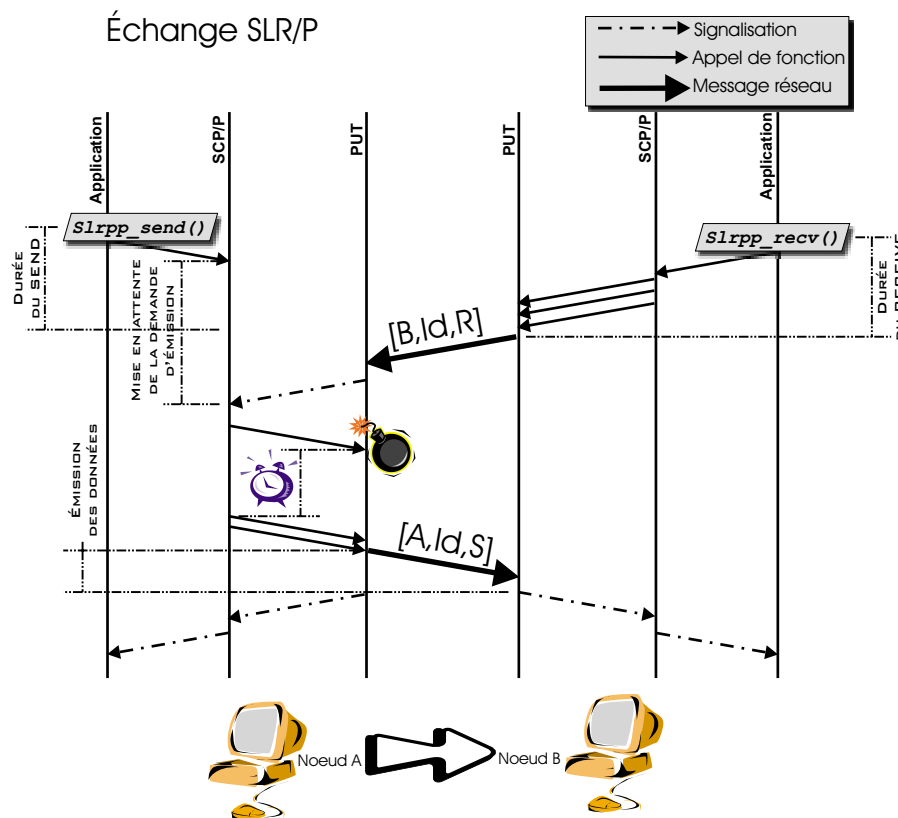 Échange SLR/P
Signalisation
Appel de fonction
Message réseau
Application
SCP/P
PUT
PUT
SCP/P
Application
Slrpp_send()
Slrpp_recv()
DURÉE
DU SEND
MISE EN ATTENTE
DE LA DEMANDE
D'ÉMISSION
DURÉE
[B,Id,R]
ÉMISSION
DES DONNÉES
[A,Id,S]
Noeud A
Noeud B